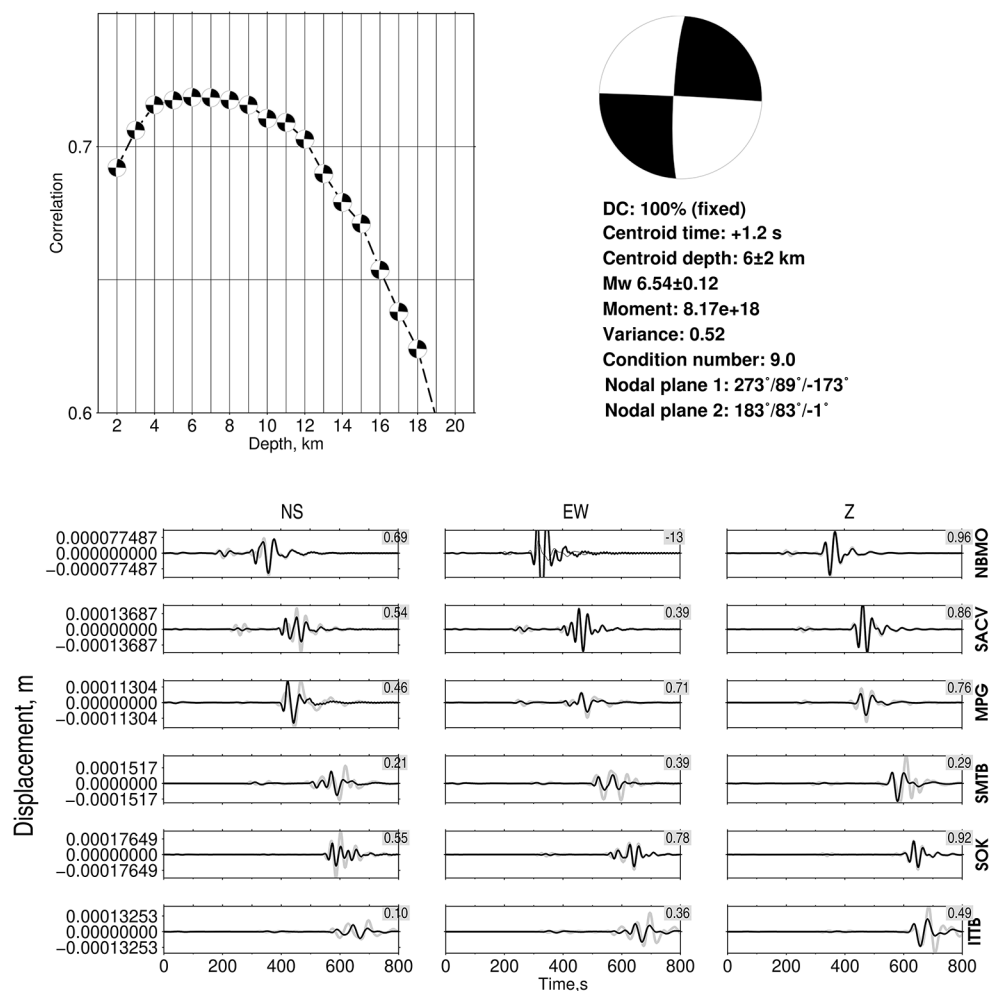 0.7
0.6
Correlation
2 4 6 8 10 12 14 16 18 20
Depth, km
DC: 100% (fixed)
Centroid time: +1.2 s
Centroid depth: 6±2 km
Mw 6.54±0.12
Moment: 8.17e+18
Variance: 0.52
Condition number: 9.0
Nodal plane 1: 273°/89°/-173°
Nodal plane 2: 183°/83°/-1°
NS EW Z
Displacement, m
0.000077487
0.000000000
−0.000077487
0.69 -13 0.96 NBMO
0.00013687
0.00000000
−0.00013687
0.54 0.39 0.86 SACV
0.00011304
0.00000000
−0.00011304
0.46 0.71 0.76 MPG
0.0001517
0.0000000
−0.0001517
0.21 0.39 0.29 SMTB
0.00017649
0.00000000
−0.00017649
0.55 0.78 0.92 SOK
0.00013253
0.00000000
−0.00013253
0.10 0.36 0.49 ITTB
0 200 400 600 800 0 200 400 600 800 0 200 400 600 800
Time,s